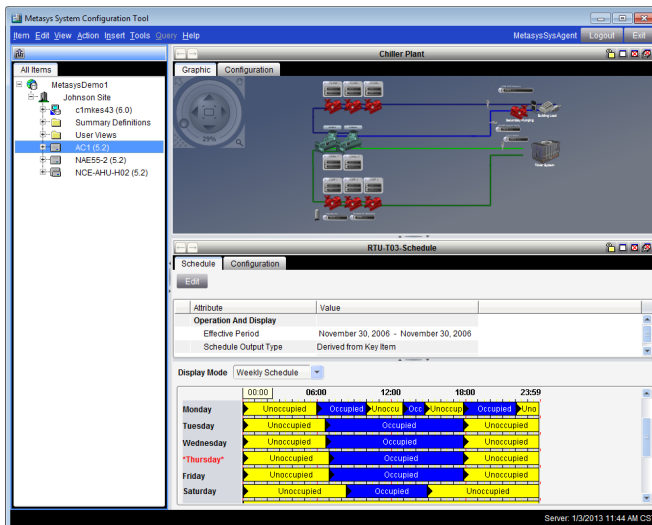 Metasys System Configuration Tool
Item Edit View Action Insert Tools Query Help
MetasysSysAgent Logout Exit
All Items
MetasysDemo1
Johnson Site
c1mkes43 (6.0)
Summary Definitions
User Views
AC1 (5.2)
NAE55-2 (5.2)
NCE-AHU-H02 (5.2)
Chiller Plant
Graphic Configuration
29%
Building Load
RTU-T03-Schedule
Schedule Configuration
Edit
Attribute Value
Operation And Display
Effective Period November 30, 2006 - November 30, 2006
Schedule Output Type Derived from Key Item
Display Mode Weekly Schedule
00:00 06:00 12:00 18:00 23:59
Monday Unoccupied Occupied Unoccu Occ Unoccup Occupied Uno
Tuesday Unoccupied Occupied Unoccupied
Wednesday Unoccupied Occupied Unoccupied
*Thursday* Unoccupied Occupied Unoccupied
Friday Unoccupied Occupied Unoccupied
Saturday Unoccupied Occupied Unoccupied
Server: 1/3/2013 11:44 AM CS